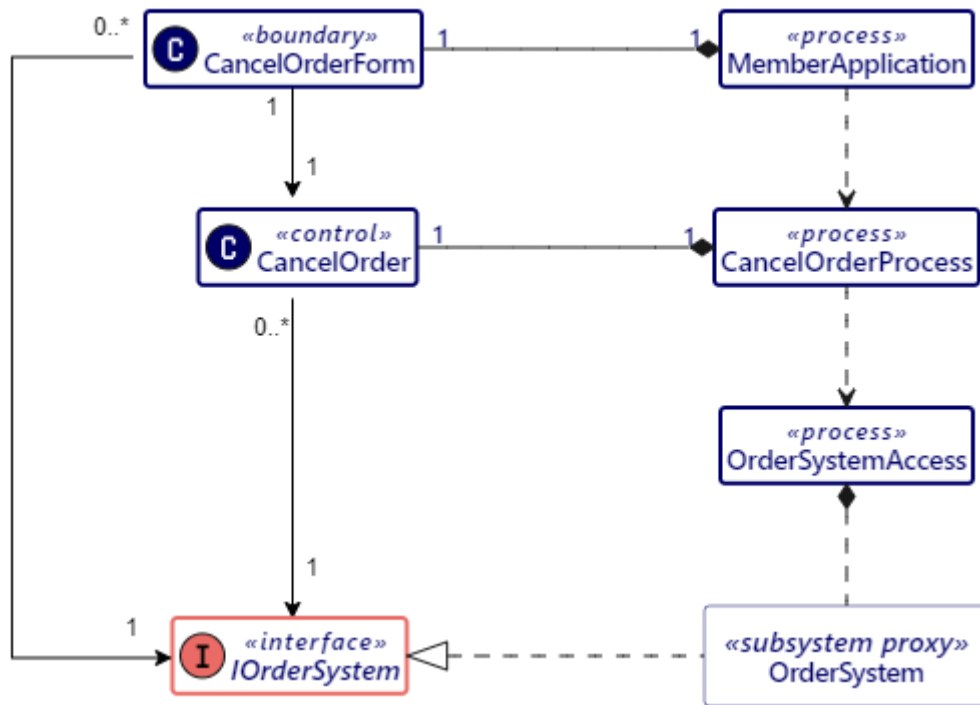 0..*
C
«boundary»
CancelOrderForm
1
1
«process»
MemberApplication
1
1
C
«control»
CancelOrder
1
1
«process»
CancelOrderProcess
0..*
«process»
OrderSystemAccess
1
1
I
«interface»
IOrderSystem
«subsystem proxy»
OrderSystem